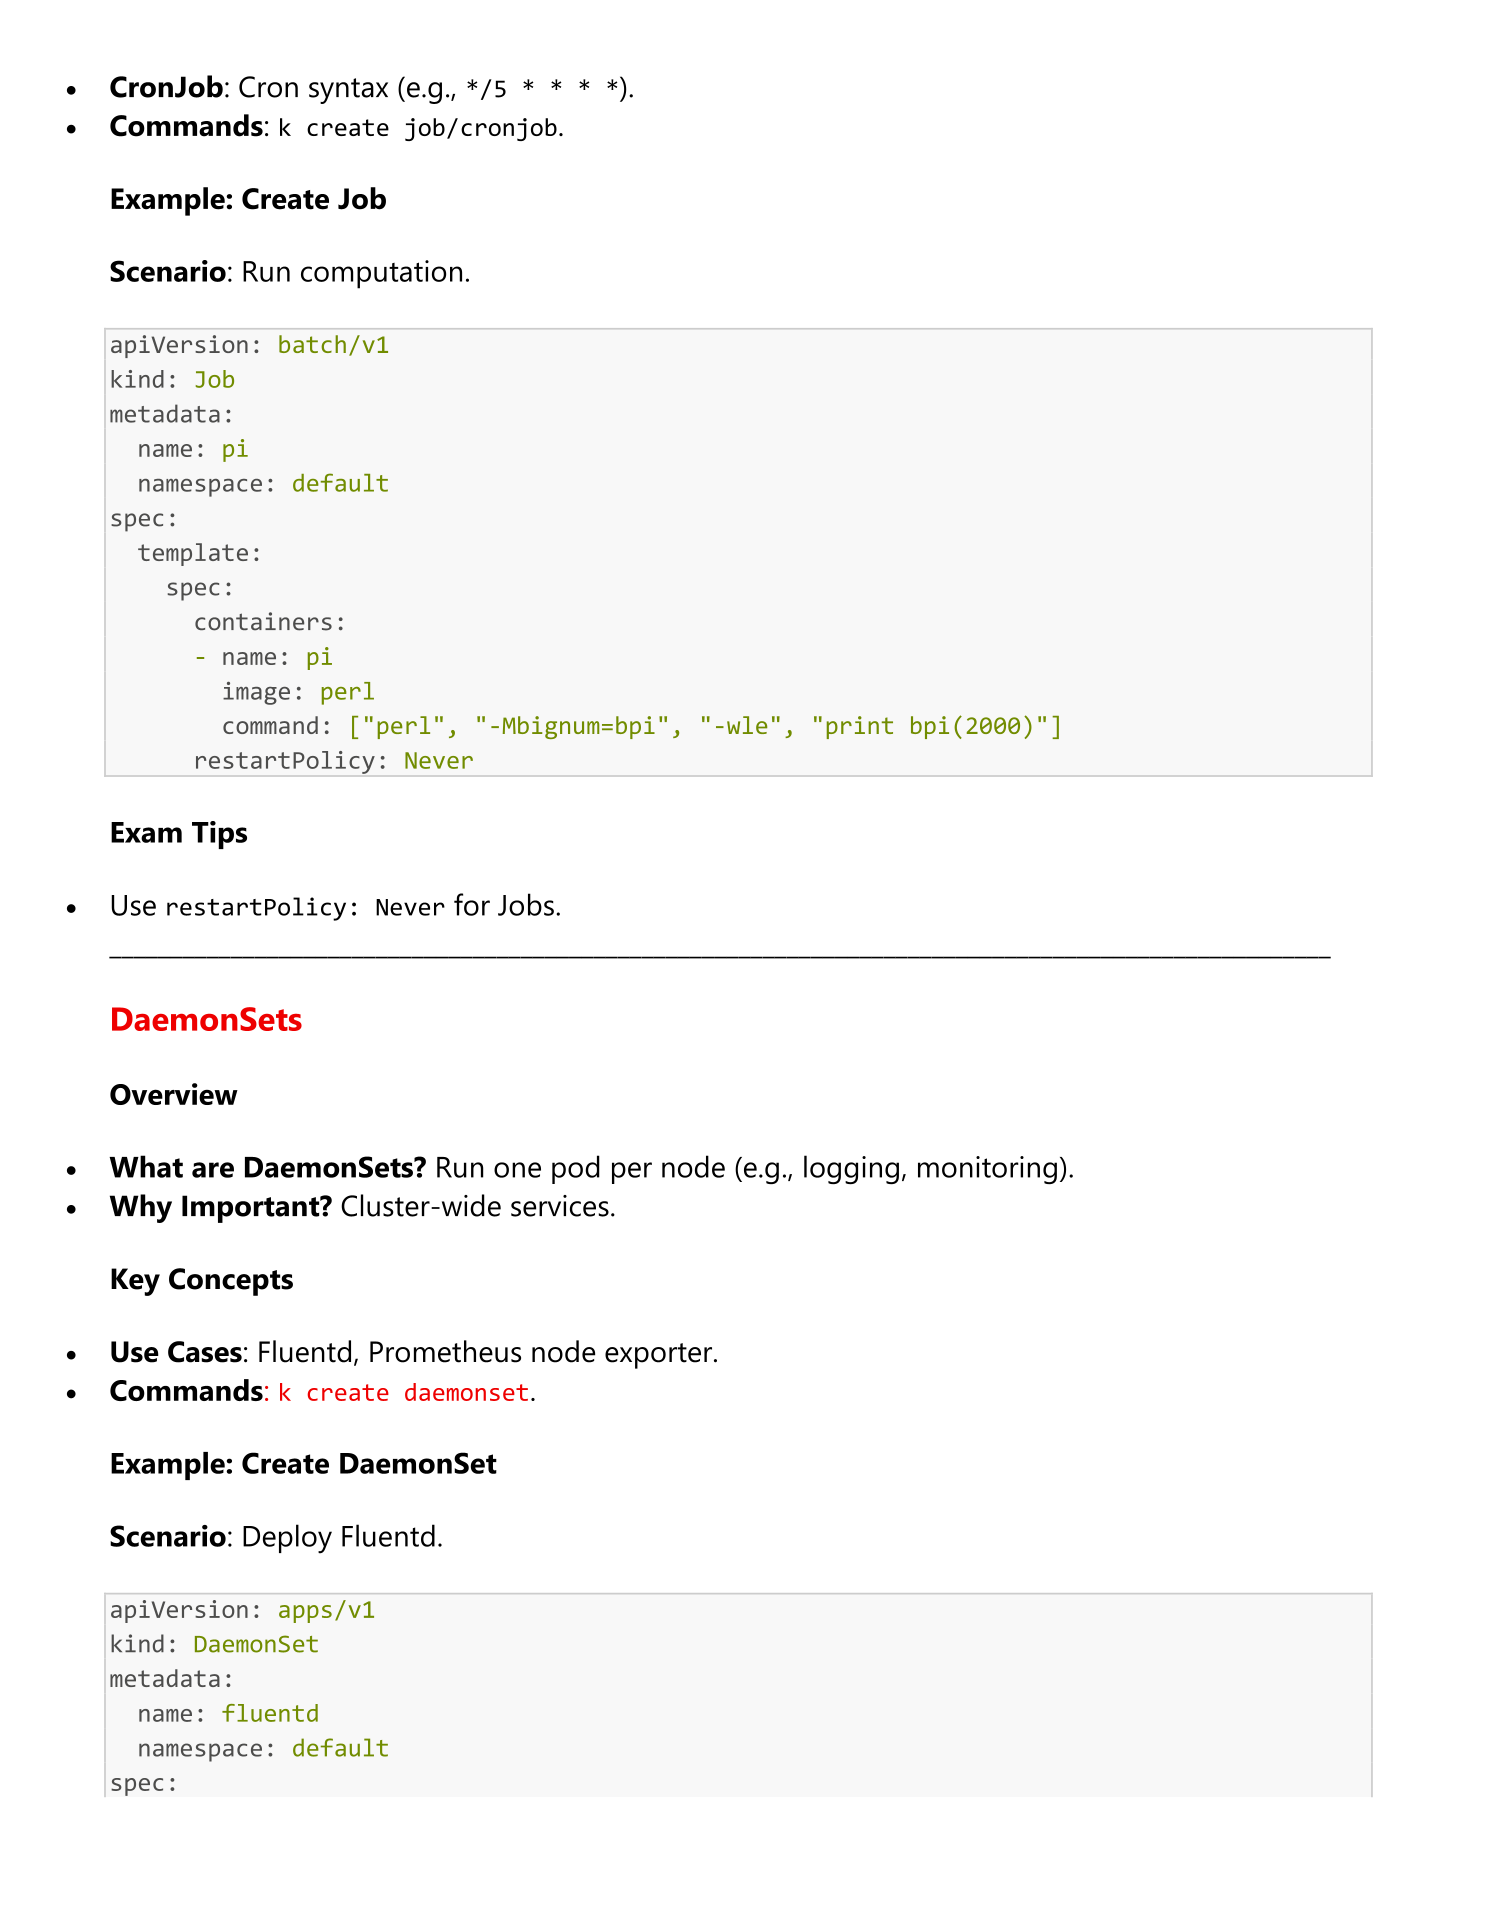 • CronJob: Cron syntax (e.g., */5 * * * *).
• Commands: k create job/cronjob.
Example: Create Job
Scenario: Run computation.
apiVersion: batch/v1
kind: Job
metadata:
  name: pi
  namespace: default
spec:
  template:
    spec:
      containers:
      - name: pi
        image: perl
        command: ["perl", "-Mbignum=bpi", "-wle", "print bpi(2000)"]
      restartPolicy: Never
Exam Tips
• Use restartPolicy: Never for Jobs.
DaemonSets
Overview
• What are DaemonSets? Run one pod per node (e.g., logging, monitoring).
• Why Important? Cluster-wide services.
Key Concepts
• Use Cases: Fluentd, Prometheus node exporter.
• Commands: k create daemonset.
Example: Create DaemonSet
Scenario: Deploy Fluentd.
apiVersion: apps/v1
kind: DaemonSet
metadata:
  name: fluentd
  namespace: default
spec: